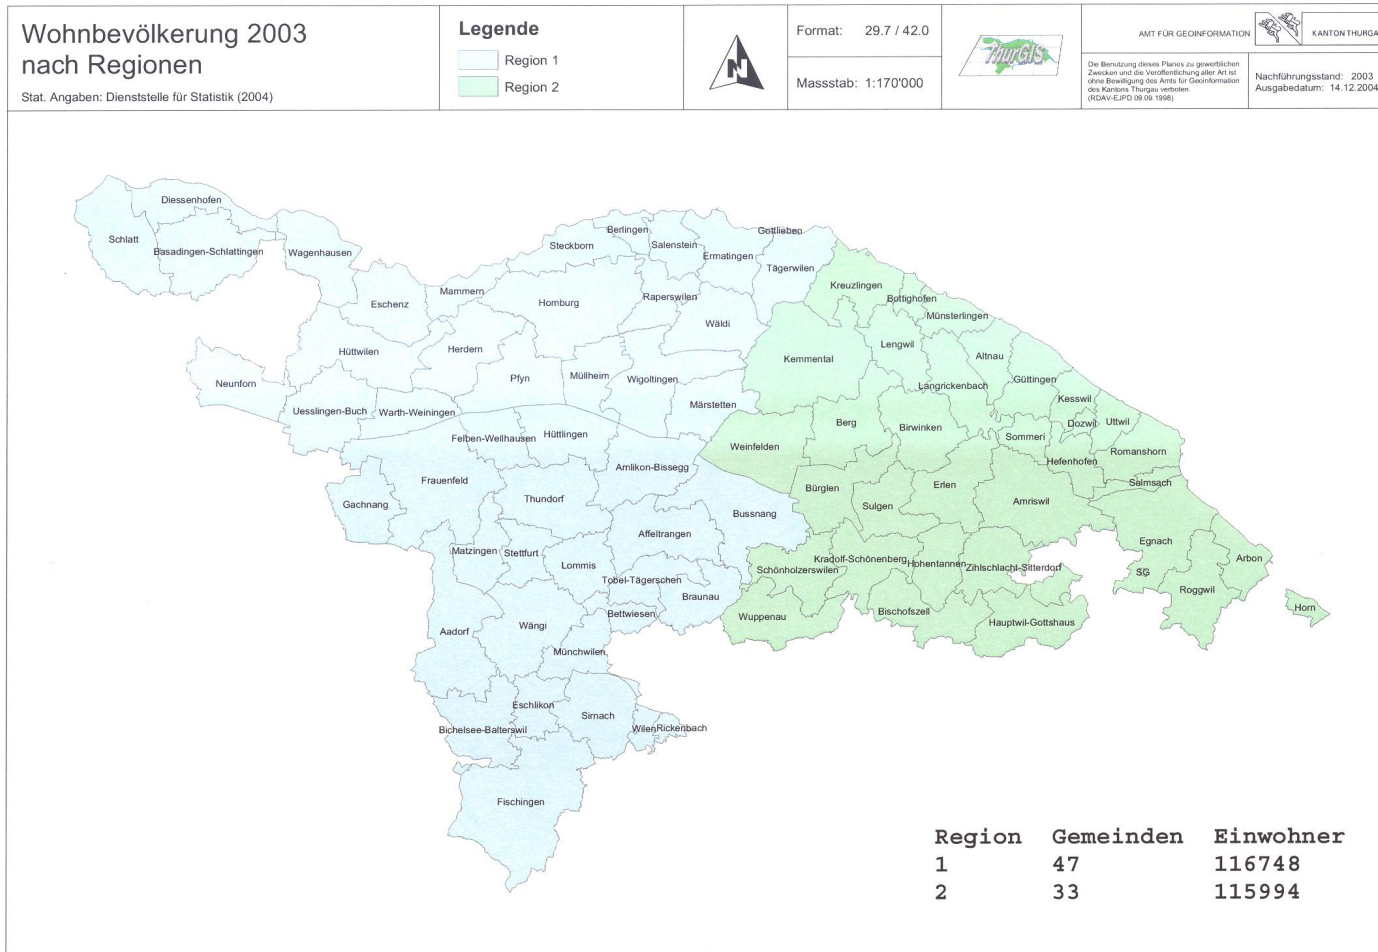 Wohnbevölkerung 2003
nach Regionen
Stat. Angaben: Dienststelle für Statistik (2004)
Legende
Region 1
Region 2
N
Format: 29.7 / 42.0
Massstab: 1:170'000
ThurGIS
AMT FÜR GEOINFORMATION
KANTON THURGA
Die Benutzung dieses Planes zu gewerblichen
Zwecken und die Veröffentlichung aller Art ist
ohne Bewilligung des Amts für Geoinformation
des Kantons Thurgau verboten.
(RDAV-EJPD 09.09.1998)
Nachführungsstand: 2003
Ausgabedatum: 14.12.2004
Diessenhofen
Schlatt
Basadingen-Schlattingen
Wagenhausen
Steckborn
Berlingen
Salenstein
Ermatingen
Gottlieben
Tägerwilen
Eschenz
Mammern
Homburg
Raperswilen
Wäldi
Kreuzlingen
Bottighofen
Münsterlingen
Neunforn
Hüttwilen
Herdern
Pfyn
Müllheim
Wigoltingen
Märstetten
Kemmental
Lengwil
Langrickenbach
Altnau
Güttingen
Kesswil
Uesslingen-Buch
Warth-Weiningen
Felben-Wellhausen
Hüttlingen
Weinfelden
Berg
Birwinken
Sommeri
Dozwil
Uttwil
Hefenhofen
Romanshorn
Salmsach
Gachnang
Frauenfeld
Thundorf
Amlikon-Bissegg
Bussnang
Bürglen
Sulgen
Erlen
Amriswil
Egnach
Matzingen
Stettfurt
Lommis
Affeltrangen
Tobel-Tägerschen
Braunau
Bettwiesen
Schönholzerswilen
Kradolf-Schönenberg
Hohentannen
Zihlschlacht-Sitterdorf
SG
Roggwil
Arbon
Horn
Wuppenau
Bischofszell
Hauptwil-Gottshaus
Aadorf
Wängi
Münchwilen
Eschlikon
Sirnach
Bichelsee-Balterswil
Wilen
Rickenbach
Fischingen
Region Gemeinden Einwohner
1 47 116748
2 33 115994